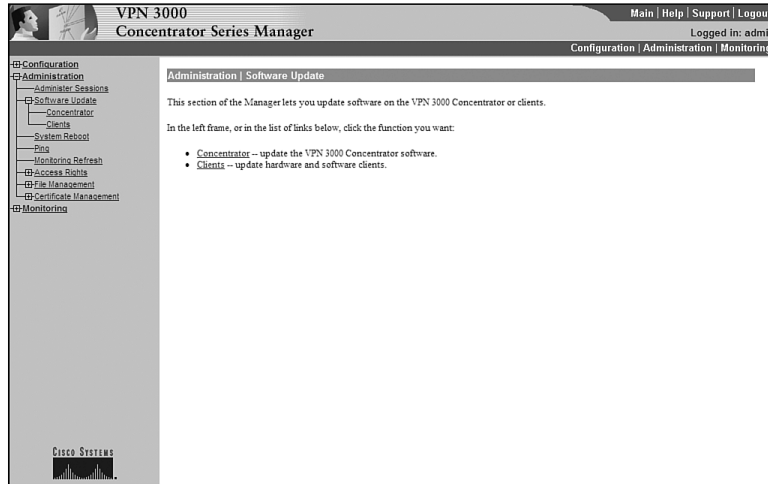 VPN 3000
Concentrator Series Manager
Main | Help | Support | Logou
Logged in: admi
Configuration | Administration | Monitoring
Configuration
Administration
Administer Sessions
Software Update
Concentrator
Clients
System Reboot
Ping
Monitoring Refresh
Access Rights
File Management
Certificate Management
Monitoring
Administration | Software Update
This section of the Manager lets you update software on the VPN 3000 Concentrator or clients.
In the left frame, or in the list of links below, click the function you want:
• Concentrator -- update the VPN 3000 Concentrator software.
• Clients -- update hardware and software clients.
CISCO SYSTEMS